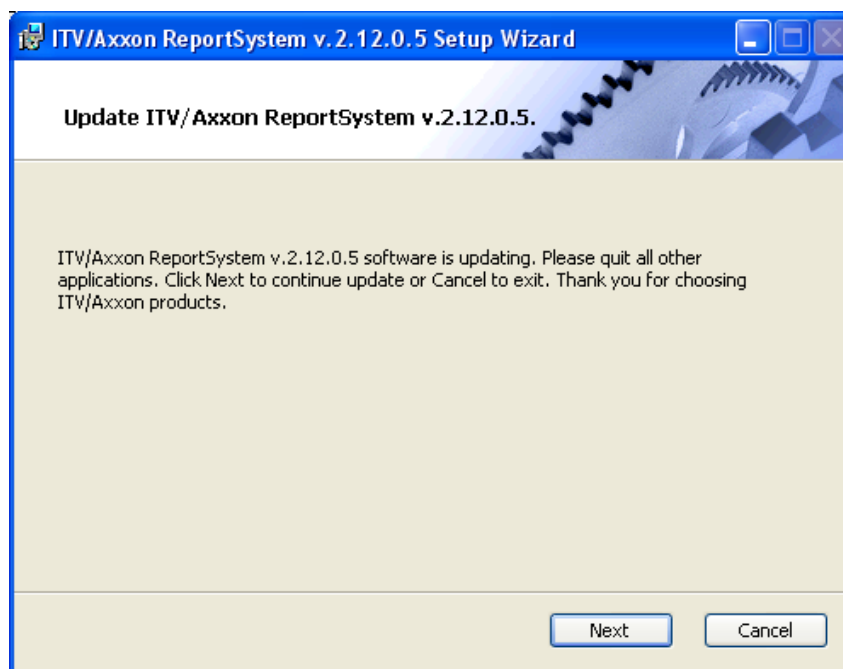 ITV/Axxon ReportSystem v.2.12.0.5 Setup Wizard
Update ITV/Axxon ReportSystem v.2.12.0.5.
ITV/Axxon ReportSystem v.2.12.0.5 software is updating. Please quit all other
applications. Click Next to continue update or Cancel to exit. Thank you for choosing
ITV/Axxon products.
Next
Cancel